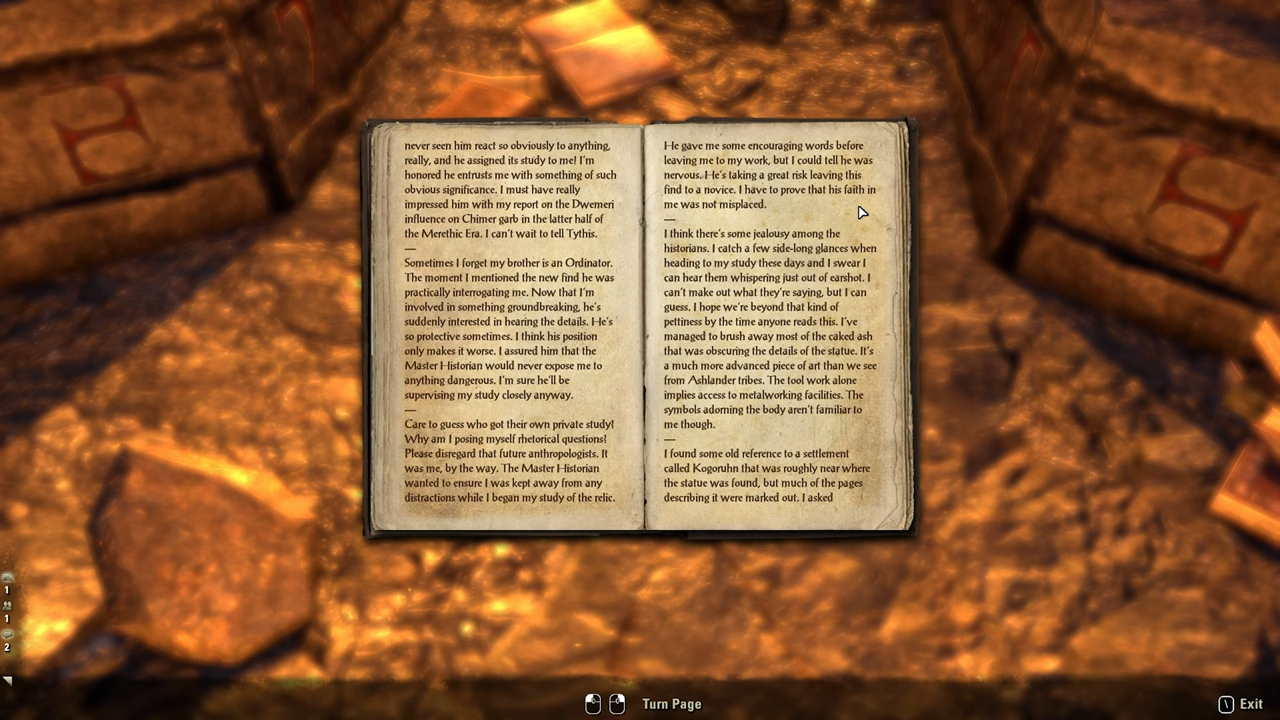 never seen him react so obviously to anything,
really, and he assigned its study to me! I'm
honored he entrusts me with something of such
obvious significance. I must have really
impressed him with my report on the Dwemeri
influence on Chimer garb in the latter half of
the Merethic Era. I can't wait to tell Tythis.
—
Sometimes I forget my brother is an Ordinator.
The moment I mentioned the new find he was
practically interrogating me. Now that I'm
involved in something groundbreaking, he's
suddenly interested in hearing the details. He's
so protective sometimes. I think his position
only makes it worse. I assured him that the
Master Historian would never expose me to
anything dangerous. I'm sure he'll be
supervising my study closely anyway.
—
Care to guess who got their own private study?
Why am I posing myself rhetorical questions?
Please disregard that future anthropologists. It
was me, by the way. The Master Historian
wanted to ensure I was kept away from any
distractions while I began my study of the relic.
He gave me some encouraging words before
leaving me to my work, but I could tell he was
nervous. He's taking a great risk leaving this
find to a novice. I have to prove that his faith in
me was not misplaced.
—
I think there's some jealousy among the
historians. I catch a few side-long glances when
heading to my study these days and I swear I
can hear them whispering just out of earshot. I
can't make out what they're saying, but I can
guess. I hope we're beyond that kind of
pettiness by the time anyone reads this. I've
managed to brush away most of the caked ash
that was obscuring the details of the statue. It's
a much more advanced piece of art than we see
from Ashlander tribes. The tool work alone
implies access to metalworking facilities. The
symbols adorning the body aren't familiar to
me though.
—
I found some old reference to a settlement
called Kogoruhn that was roughly near where
the statue was found, but much of the pages
describing it were marked out. I asked
1
1
2
Turn Page
\ Exit